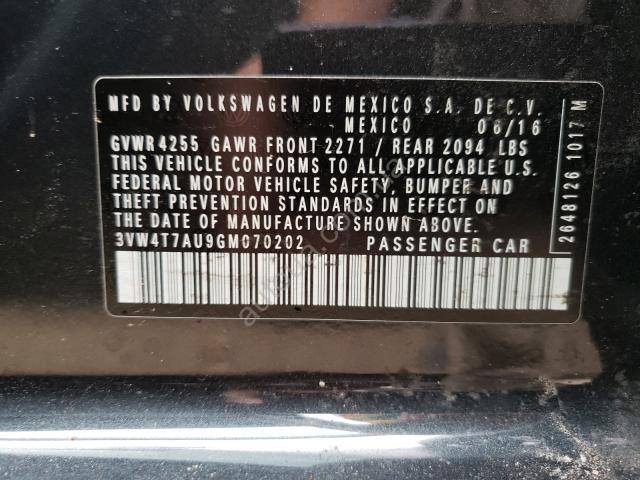 MFD BY VOLKSWAGEN DE MEXICO S.A. DE C.V.
MEXICO 06/16
GVWR 4255 GAWR FRONT 2271 / REAR 2094 LBS
THIS VEHICLE CONFORMS TO ALL APPLICABLE U.S.
FEDERAL MOTOR VEHICLE SAFETY, BUMPER AND
THEFT PREVENTION STANDARDS IN EFFECT ON
THE DATE OF MANUFACTURE SHOWN ABOVE.
3VW4T7AU9GM070202 PASSENGER CAR
2648126 1017 M